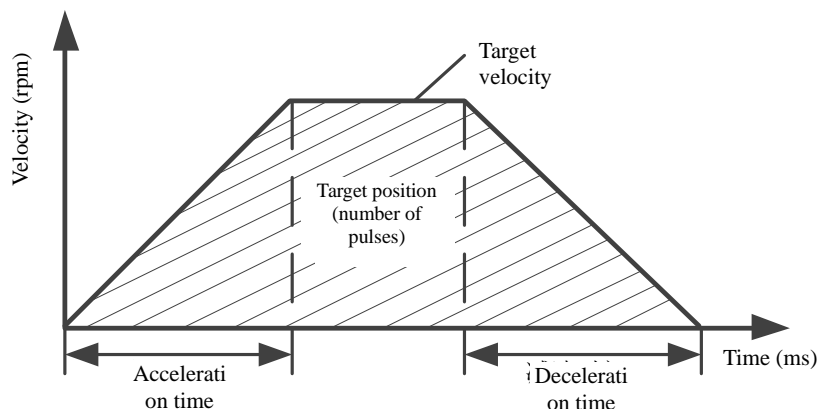 Velocity (rpm)
Target
velocity
Target position
(number of
pulses)
Time (ms)
Accelerati
on time
Decelerati
on time